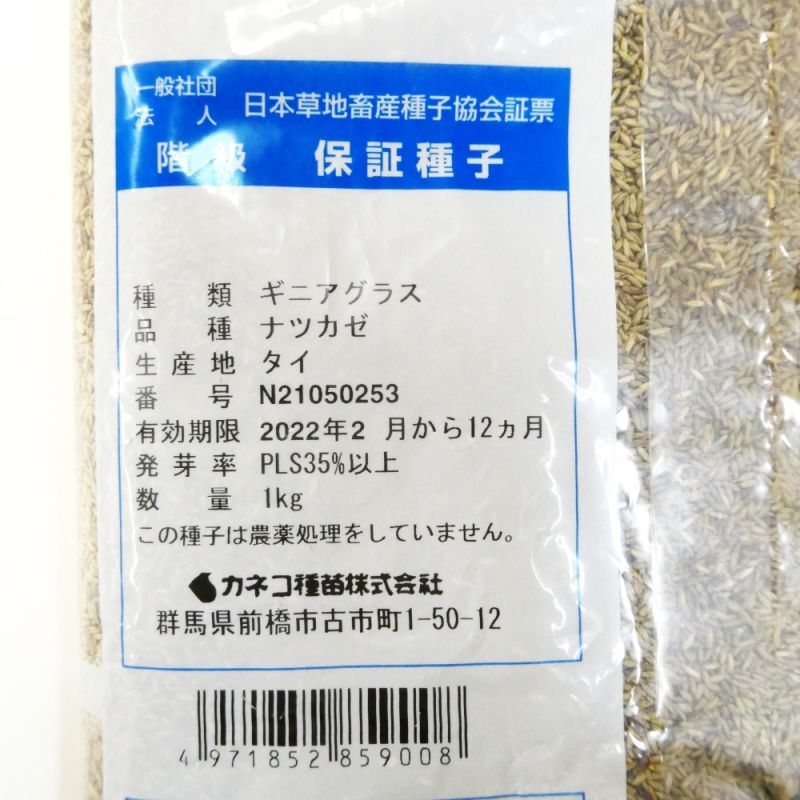 一般社団
法人 日本草地畜産種子協会証票
階級 保証種子
種類 ギニアグラス
品種 ナツカゼ
生産地 タイ
番号 N21050253
有効期限 2022年2 月から12ヵ月
発芽率 PLS35%以上
数量 1kg
この種子は農薬処理をしていません。
カネコ種苗株式会社
群馬県前橋市古市町1-50-12
4 971852 859008